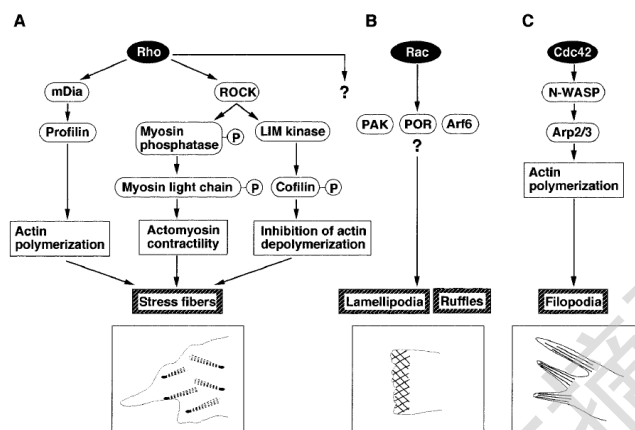 A
B
C
Rho
Rac
Cdc42
mDia
ROCK
?
N-WASP
Profilin
Myosin
phosphatase
P
LIM kinase
PAK
POR
Arf6
?
Arp2/3
Myosin light chain
P
Cofilin
P
Actin
polymerization
Actin
polymerization
Actomyosin
contractility
Inhibition of actin
depolymerization
Stress fibers
Lamellipodia
Ruffles
Filopodia